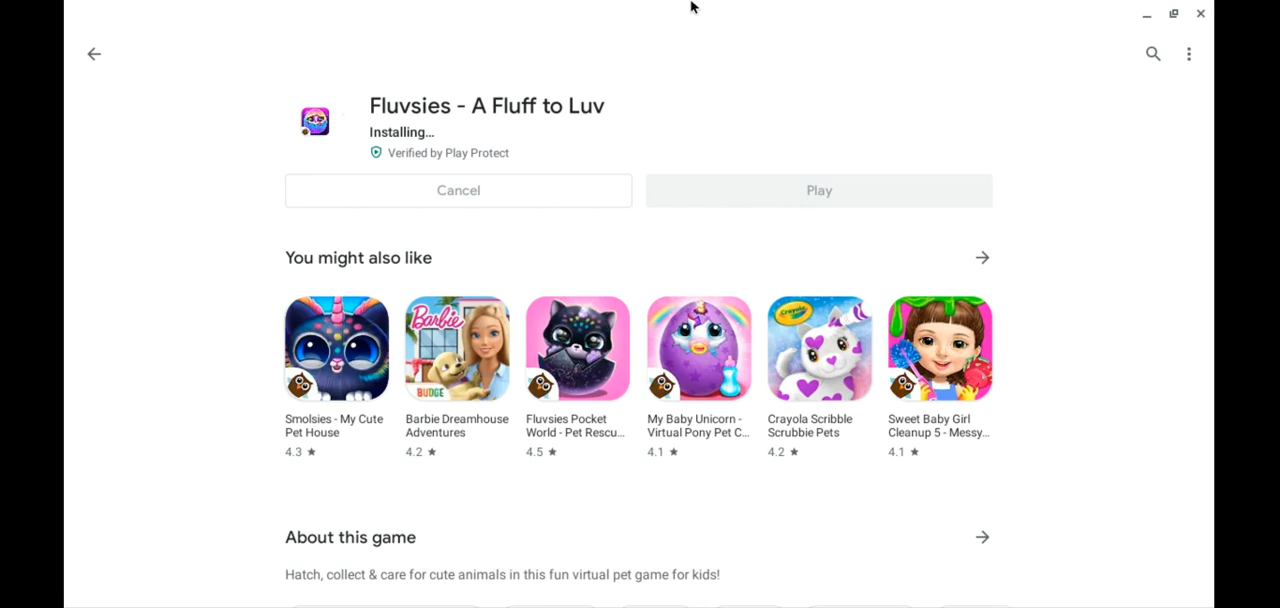 Fluvsies - A Fluff to Luv
Installing...
Verified by Play Protect
Cancel
Play
You might also like
Barbie
BUDGE
Crayola
Smolsies - My Cute
Pet House
4.3 ★
Barbie Dreamhouse
Adventures
4.2 ★
Fluvsies Pocket
World - Pet Rescu...
4.5 ★
My Baby Unicorn -
Virtual Pony Pet C...
4.1 ★
Crayola Scribble
Scrubbie Pets
4.2 ★
Sweet Baby Girl
Cleanup 5 - Messy...
4.1 ★
About this game
Hatch, collect & care for cute animals in this fun virtual pet game for kids!